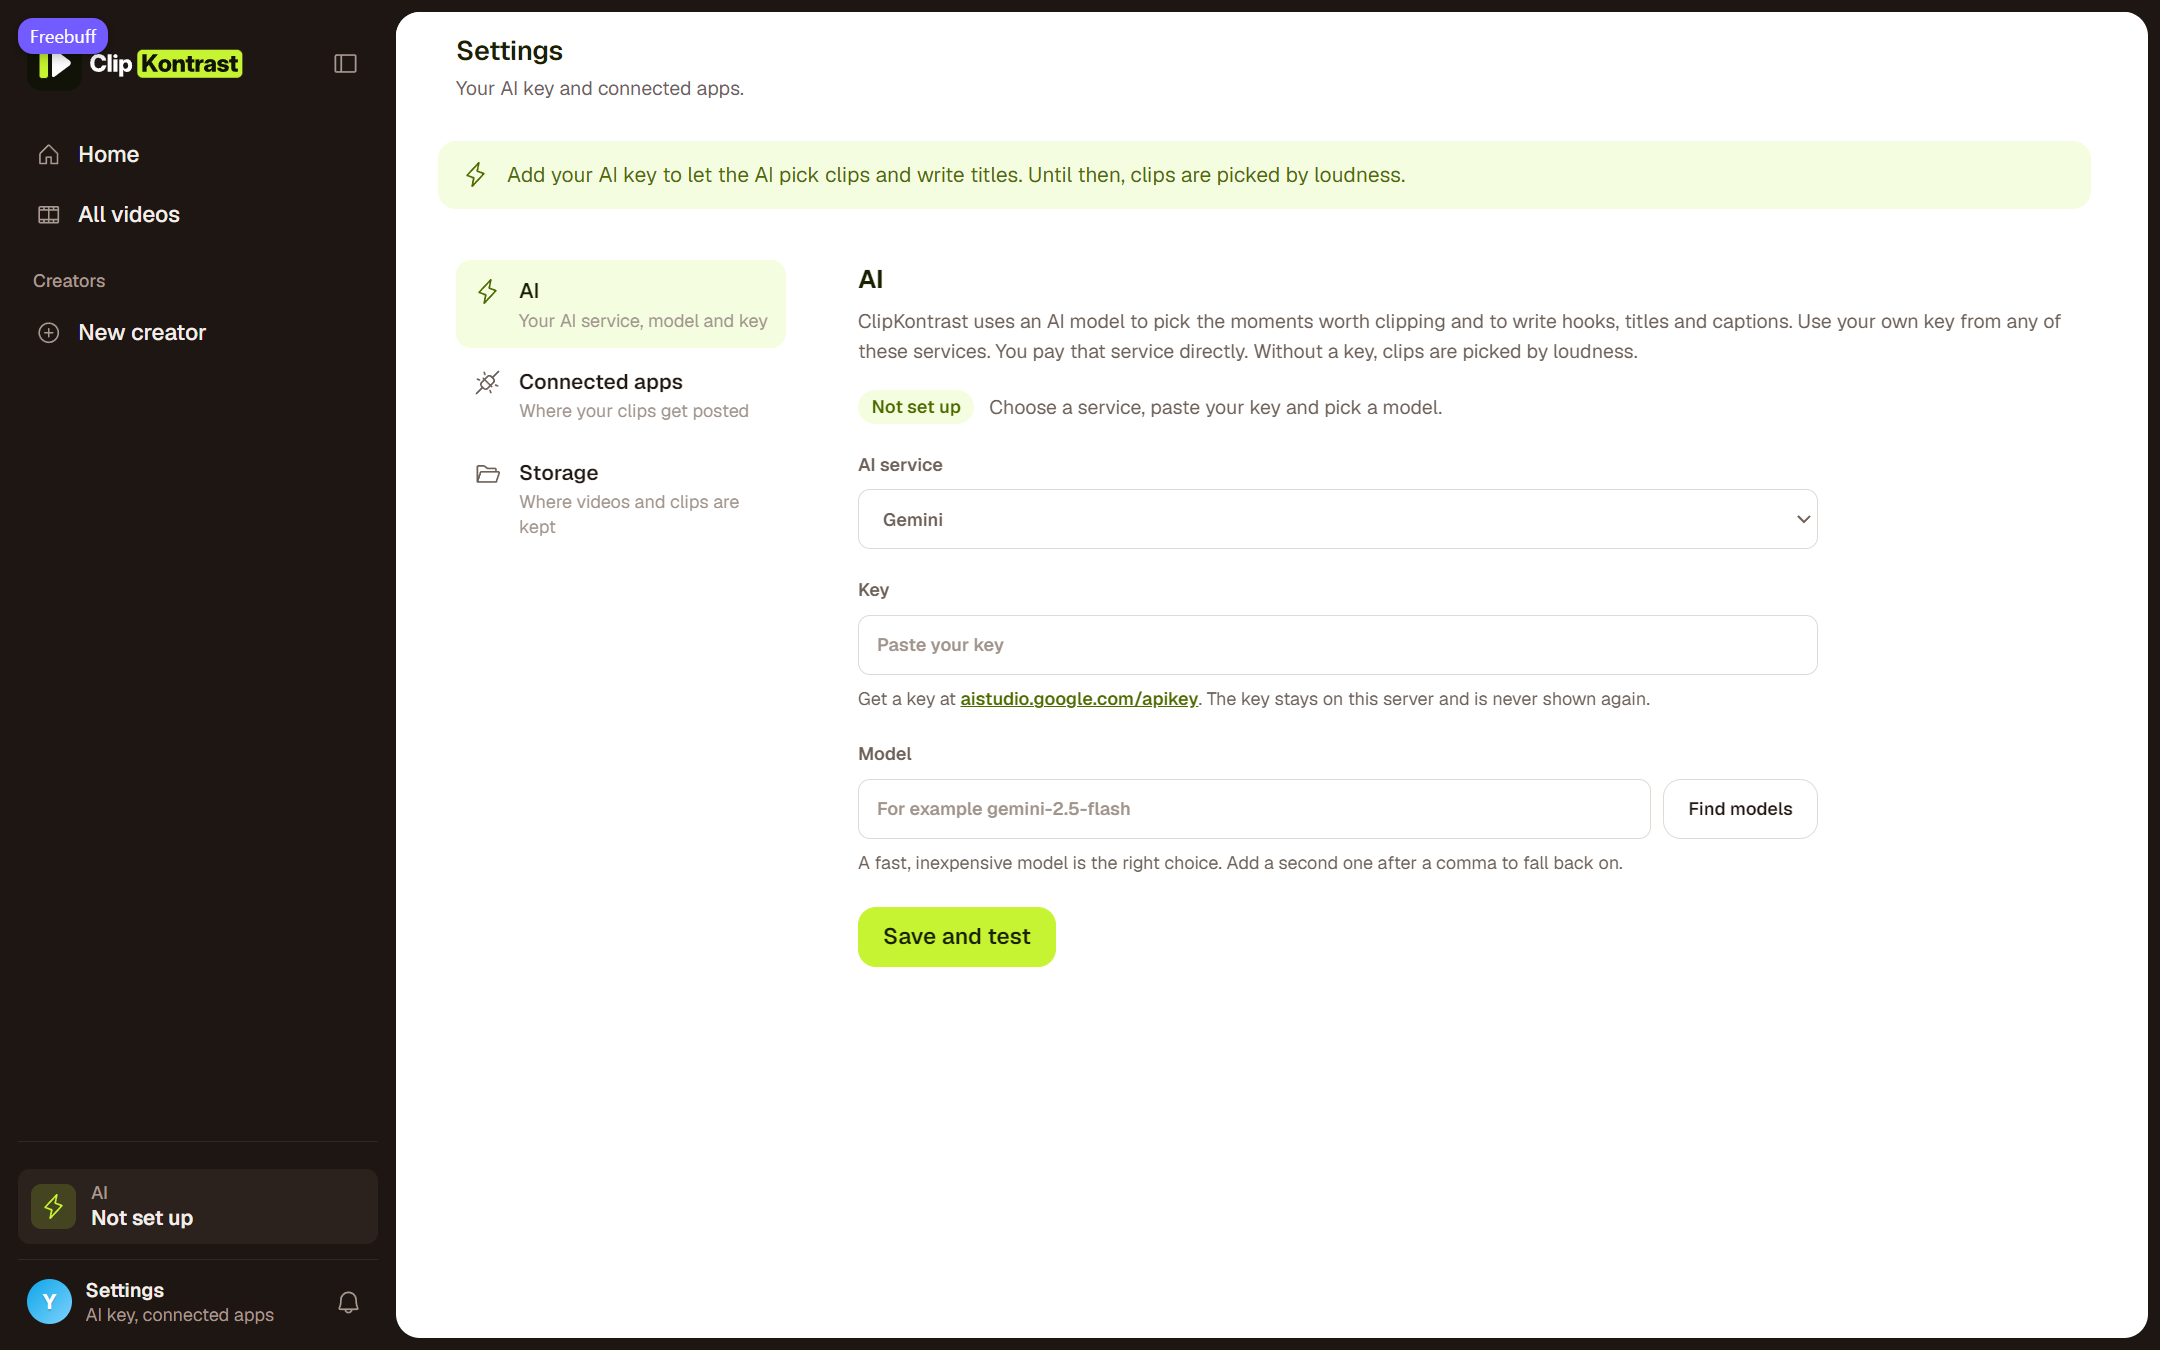 Freebuff
Clip Kontrast
Home
All videos
Creators
New creator
AI
Not set up
Y
Settings
AI key, connected apps
Settings
Your AI key and connected apps.
Add your AI key to let the AI pick clips and write titles. Until then, clips are picked by loudness.
AI
Your AI service, model and key
Connected apps
Where your clips get posted
Storage
Where videos and clips are
kept
AI
ClipKontrast uses an AI model to pick the moments worth clipping and to write hooks, titles and captions. Use your own key from any of
these services. You pay that service directly. Without a key, clips are picked by loudness.
Not set up Choose a service, paste your key and pick a model.
AI service
Gemini
Key
Paste your key
Get a key at aistudio.google.com/apikey. The key stays on this server and is never shown again.
Model
For example gemini-2.5-flash
Find models
A fast, inexpensive model is the right choice. Add a second one after a comma to fall back on.
Save and test